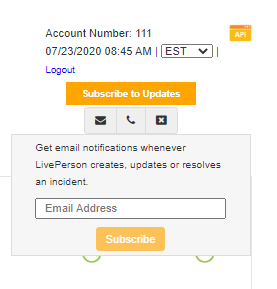 Account Number: 111
API
07/23/2020 08:45 AM | EST |
Logout
Subscribe to Updates
Get email notifications whenever
LivePerson creates, updates or resolves
an incident.
Email Address
Subscribe